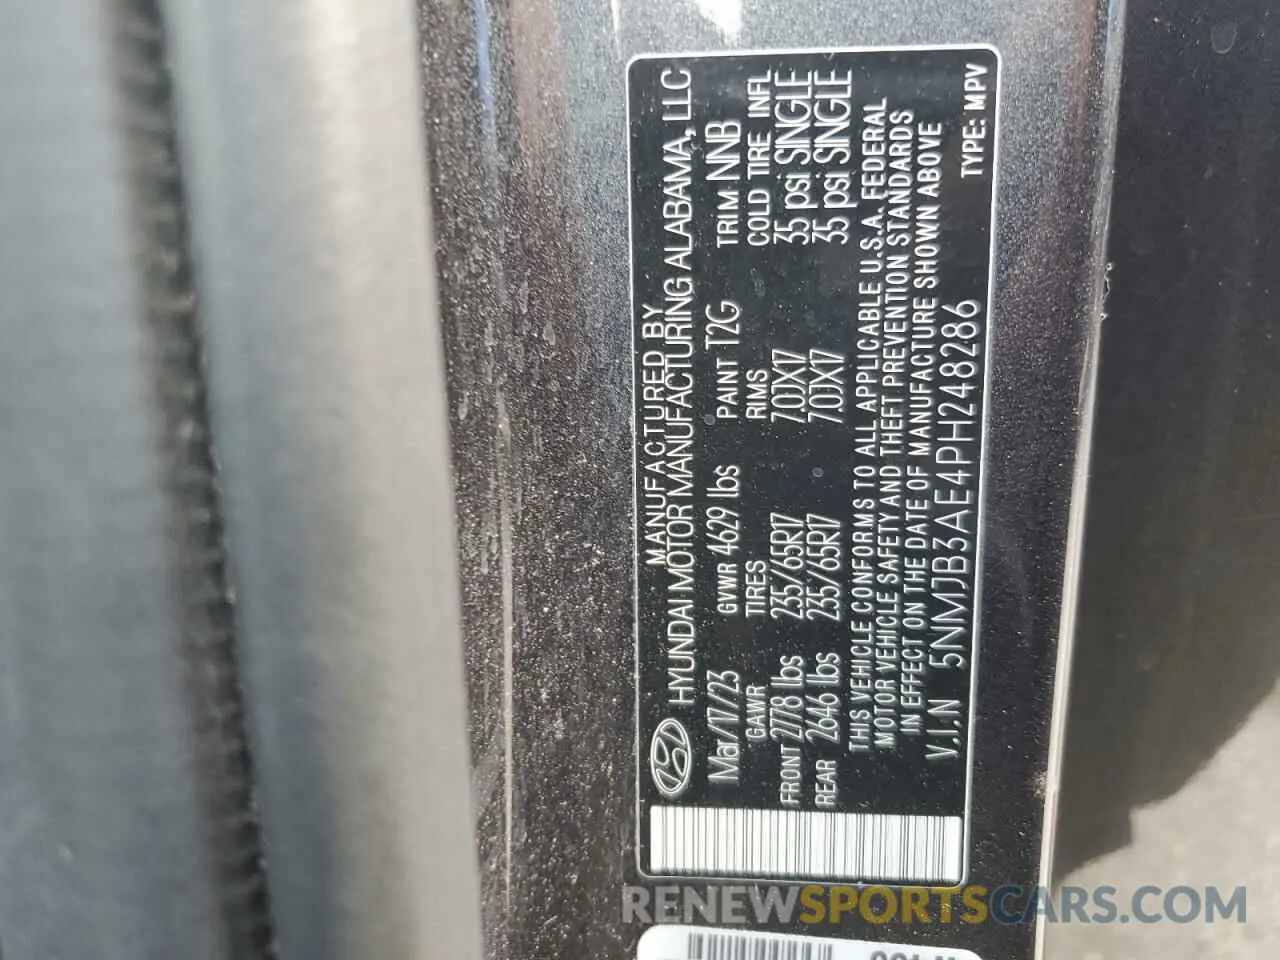 MANUFACTURED BY
HYUNDAI MOTOR MANUFACTURING ALABAMA, LLC
Mar/17/23 GVWR 4629 lbs PAINT T2G TRIM NNB
GAWR TIRES RIMS COLD TIRE INFL
FRONT 2778 lbs 235/65R17 7.0JX17 35 psi SINGLE
REAR 2646 lbs 235/65R17 7.0JX17 35 psi SINGLE
THIS VEHICLE CONFORMS TO ALL APPLICABLE U.S.A. FEDERAL
MOTOR VEHICLE SAFETY AND THEFT PREVENTION STANDARDS
IN EFFECT ON THE DATE OF MANUFACTURE SHOWN ABOVE
V.I.N 5NMJB3AE4PH248286 TYPE: MPV
RENEWSPORTSCARS.COM